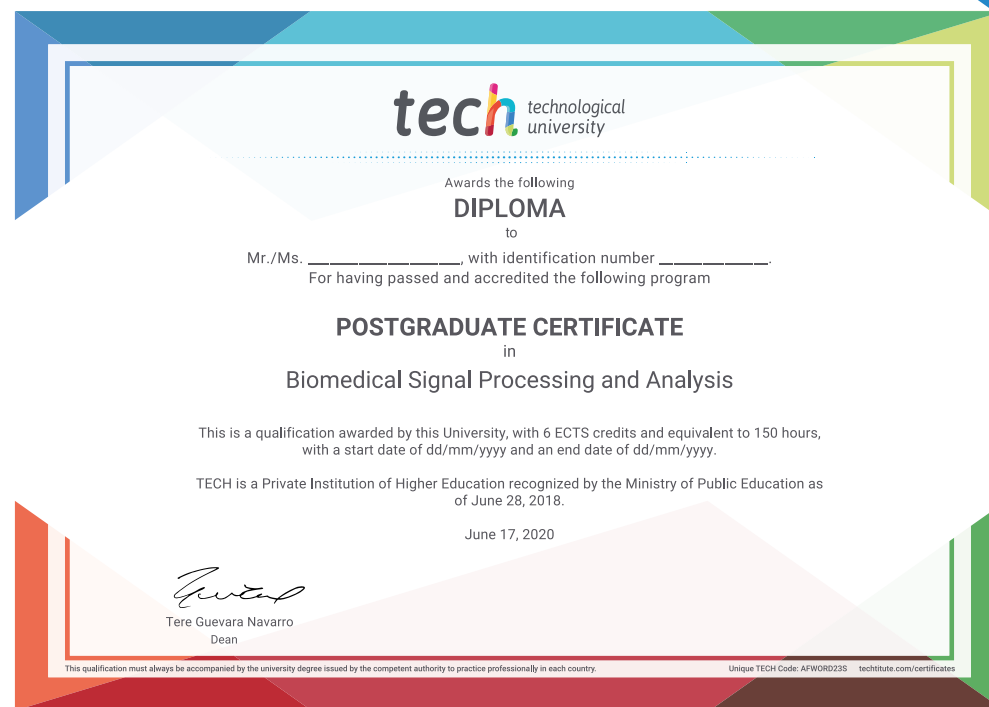 tech technological
university
Awards the following
DIPLOMA
to
Mr./Ms. ____________________, with identification number ______________.
For having passed and accredited the following program
POSTGRADUATE CERTIFICATE
in
Biomedical Signal Processing and Analysis
This is a qualification awarded by this University, with 6 ECTS credits and equivalent to 150 hours,
with a start date of dd/mm/yyyy and an end date of dd/mm/yyyy.
TECH is a Private Institution of Higher Education recognized by the Ministry of Public Education as
of June 28, 2018.
June 17, 2020
Tere Guevara Navarro
Dean
This qualification must always be accompanied by the university degree issued by the competent authority to practice professionally in each country.
Unique TECH Code: AFWORD23S techtitute.com/certificates